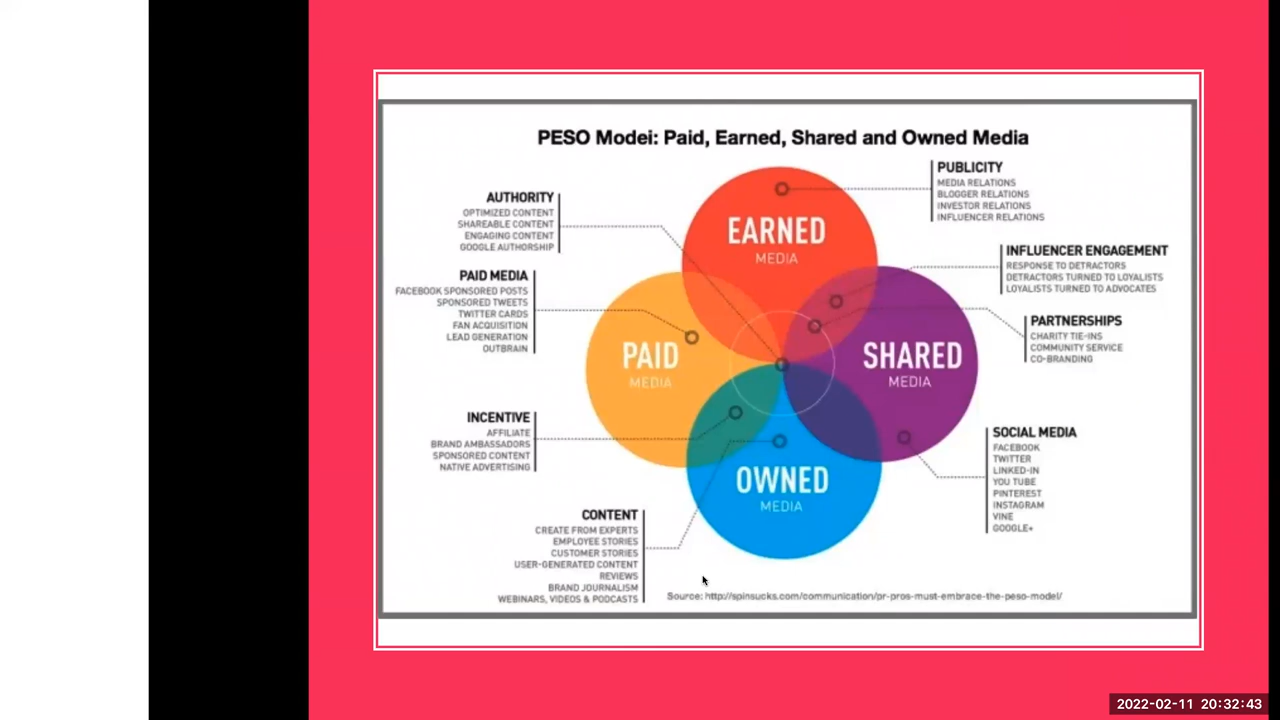 PESO Model: Paid, Earned, Shared and Owned Media
AUTHORITY
OPTIMIZED CONTENT
SHAREABLE CONTENT
ENGAGING CONTENT
GOOGLE AUTHORSHIP
PAID MEDIA
FACEBOOK SPONSORED POSTS
SPONSORED TWEETS
TWITTER CARDS
FAN ACQUISITION
LEAD GENERATION
OUTBRAIN
INCENTIVE
AFFILIATE
BRAND AMBASSADORS
SPONSORED CONTENT
NATIVE ADVERTISING
CONTENT
CREATE FROM EXPERTS
EMPLOYEE STORIES
CUSTOMER STORIES
USER-GENERATED CONTENT
REVIEWS
BRAND JOURNALISM
WEBINARS, VIDEOS & PODCASTS
EARNED
MEDIA
PAID
MEDIA
SHARED
MEDIA
OWNED
MEDIA
PUBLICITY
MEDIA RELATIONS
BLOGGER RELATIONS
INVESTOR RELATIONS
INFLUENCER RELATIONS
INFLUENCER ENGAGEMENT
RESPONSE TO DETRACTORS
DETRACTORS TURNED TO LOYALISTS
LOYALISTS TURNED TO ADVOCATES
PARTNERSHIPS
CHARITY TIE-INS
COMMUNITY SERVICE
CO-BRANDING
SOCIAL MEDIA
FACEBOOK
TWITTER
LINKED-IN
YOU TUBE
PINTEREST
INSTAGRAM
VINE
GOOGLE+
Source: http://spinsucks.com/communication/pr-pros-must-embrace-the-peso-model/
2022-02-11 20:32:43